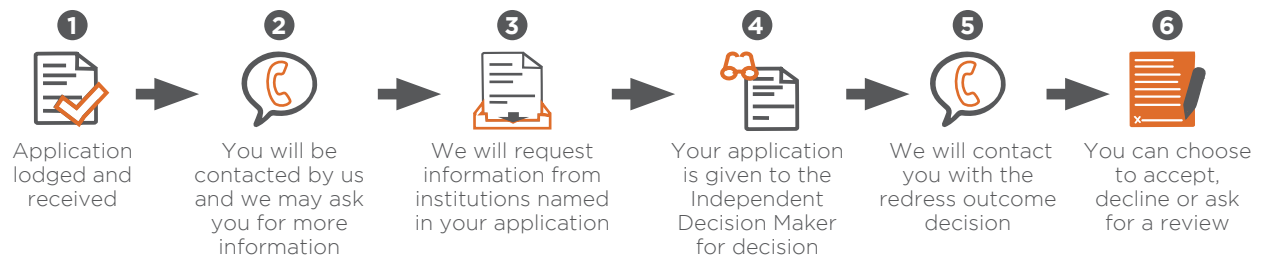 1
Application
lodged and
received
2
You will be
contacted by us
and we may ask
you for more
information
3
We will request
information from
institutions named
in your application
4
Your application
is given to the
Independent
Decision Maker
for decision
5
We will contact
you with the
redress outcome
decision
6
x
You can choose
to accept,
decline or ask
for a review